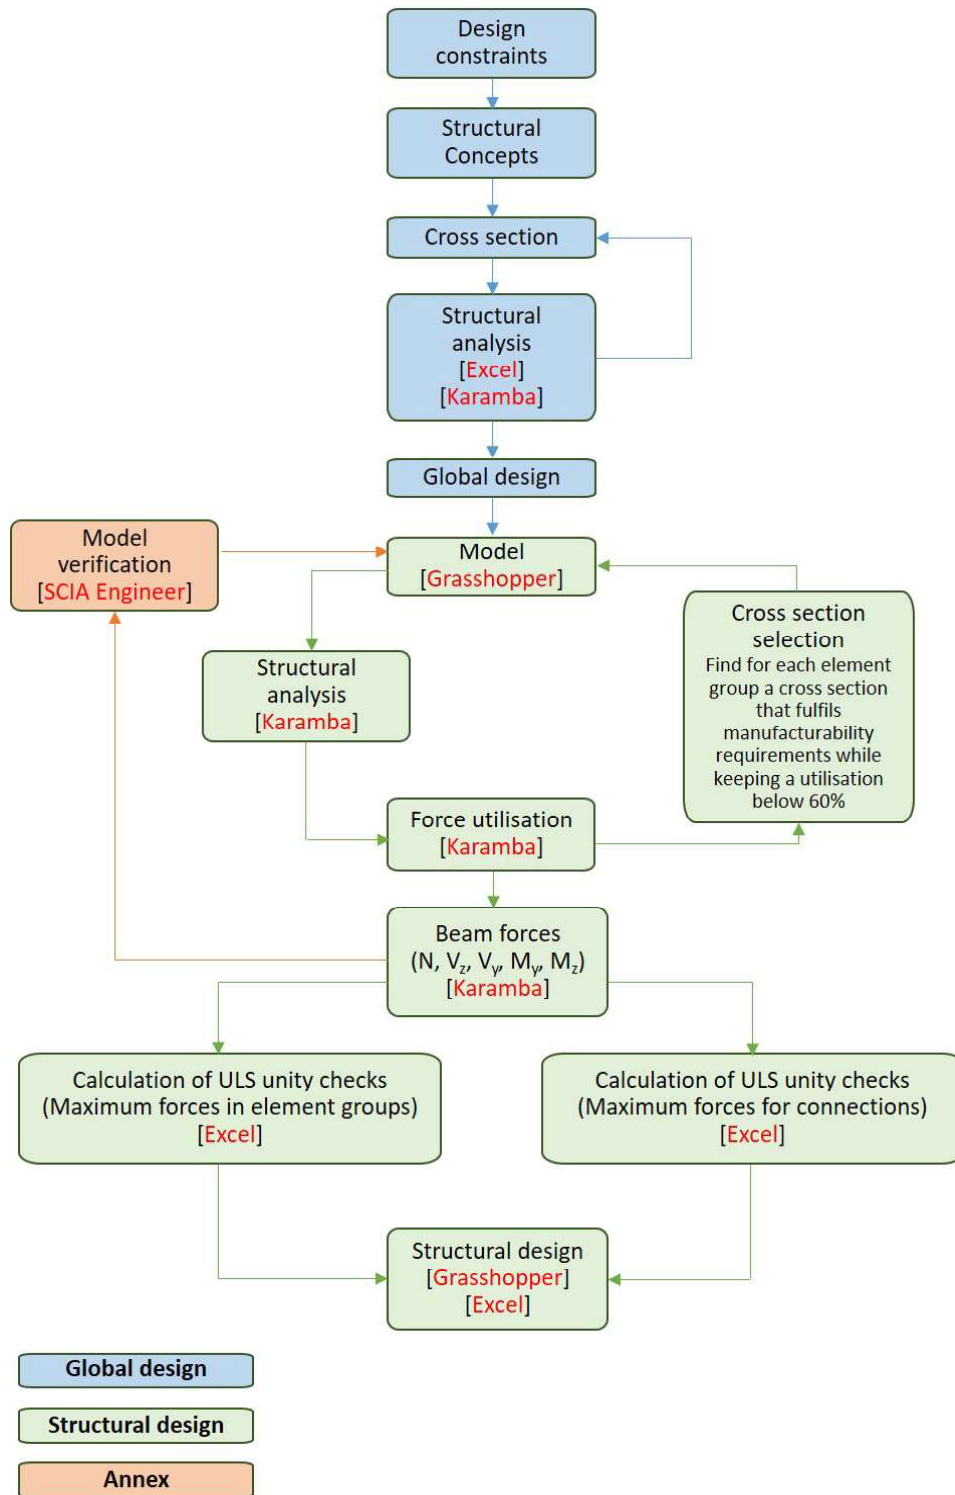 Design
constraints
Structural
Concepts
Cross section
Structural
analysis
[Excel]
[Karamba]
Global design
Model
verification
[SCIA Engineer]
Model
[Grasshopper]
Cross section
selection
Find for each element
group a cross section
that fulfils
manufacturability
requirements while
keeping a utilisation
below 60%
Structural
analysis
[Karamba]
Force utilisation
[Karamba]
Beam forces
(N, V_z, V_y, M_y, M_z)
[Karamba]
Calculation of ULS unity checks
(Maximum forces in element groups)
[Excel]
Calculation of ULS unity checks
(Maximum forces for connections)
[Excel]
Structural design
[Grasshopper]
[Excel]
Global design
Structural design
Annex